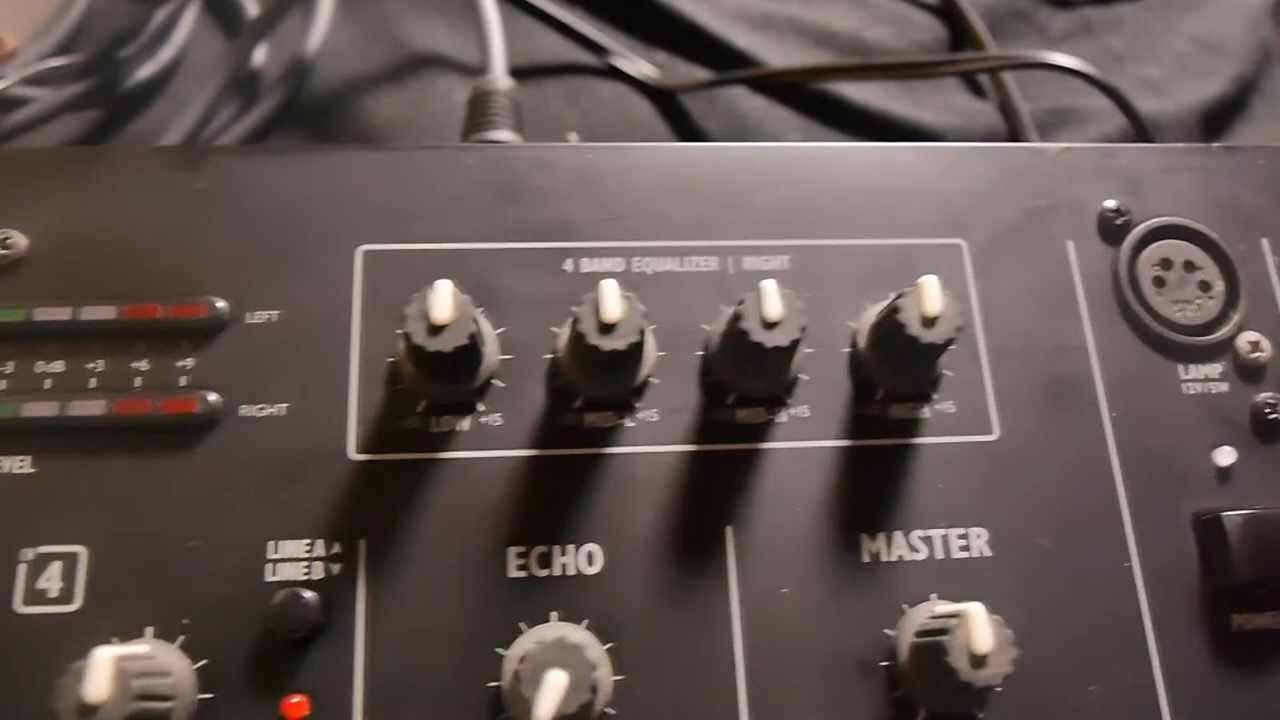 4 BAND EQUALIZER | RIGHT
LEFT
-3 0dB +3 +6 +9
RIGHT
LOW +15
+15
+15
+15
LAMP
12V/5W
4
LINE A ▲
LINE B ▼
ECHO
MASTER